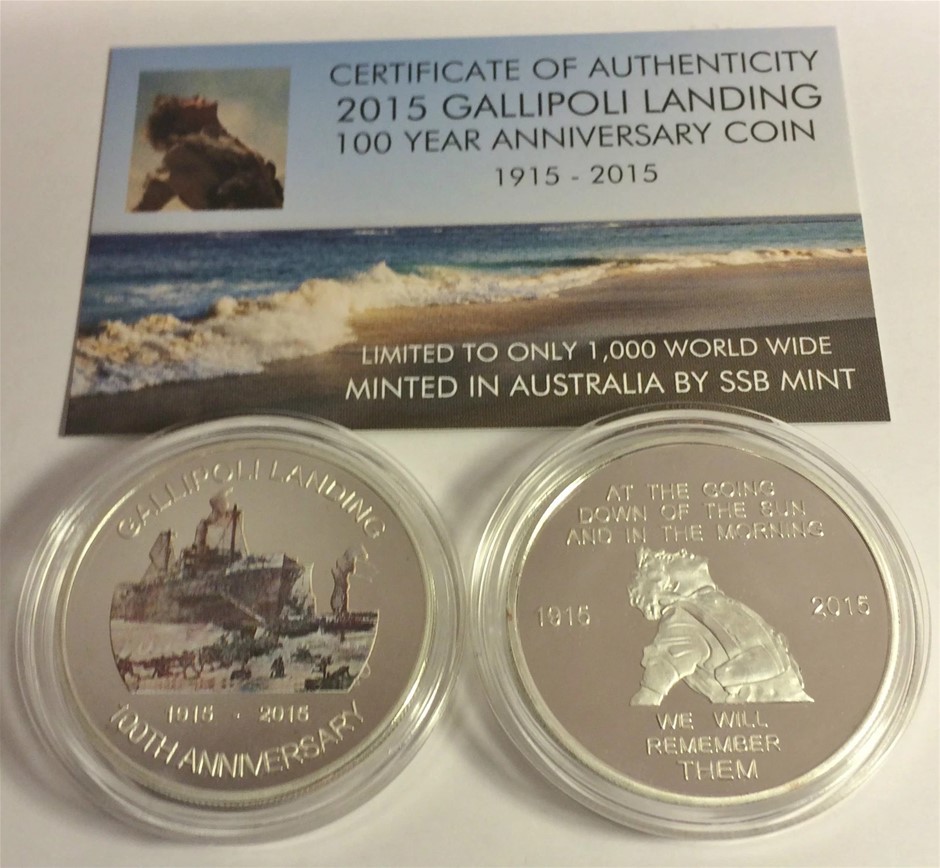 CERTIFICATE OF AUTHENTICITY
2015 GALLIPOLI LANDING
100 YEAR ANNIVERSARY COIN
1915 - 2015
LIMITED TO ONLY 1,000 WORLD WIDE
MINTED IN AUSTRALIA BY SSB MINT
GALLIPOLI LANDING
1915 · 2015
100TH ANNIVERSARY
AT THE GOING
DOWN OF THE SUN
AND IN THE MORNING
1915 2015
WE WILL
REMEMBER
THEM